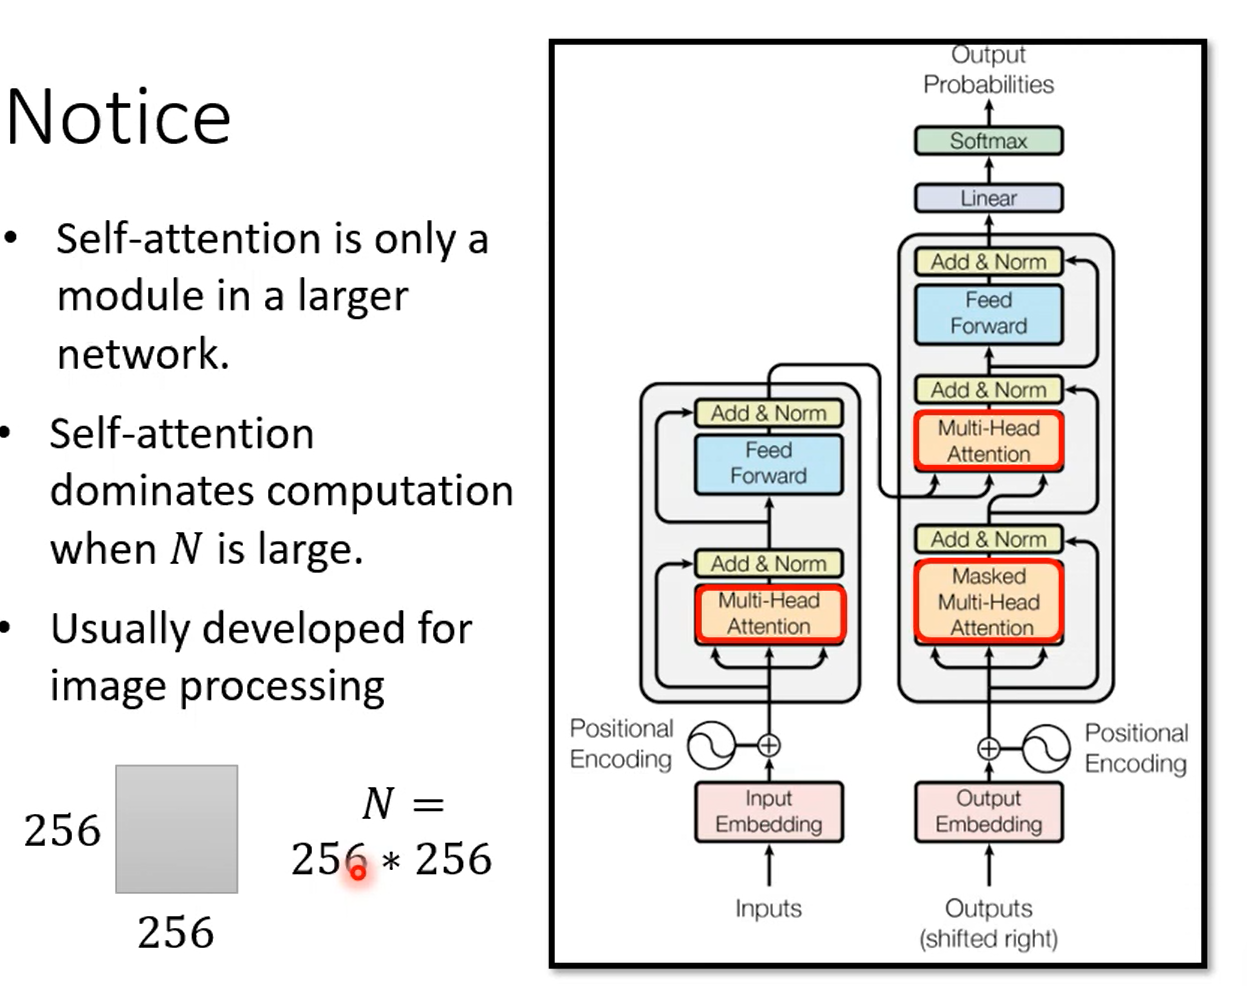 Notice
• Self-attention is only a
module in a larger
network.
• Self-attention
dominates computation
when N is large.
• Usually developed for
image processing
256
256
N =
256 * 256
Output
Probabilities
Softmax
Linear
Add & Norm
Feed
Forward
Add & Norm
Multi-Head
Attention
Add & Norm
Masked
Multi-Head
Attention
Positional
Encoding
Output
Embedding
Outputs
(shifted right)
Add & Norm
Feed
Forward
Add & Norm
Multi-Head
Attention
Positional
Encoding
Input
Embedding
Inputs